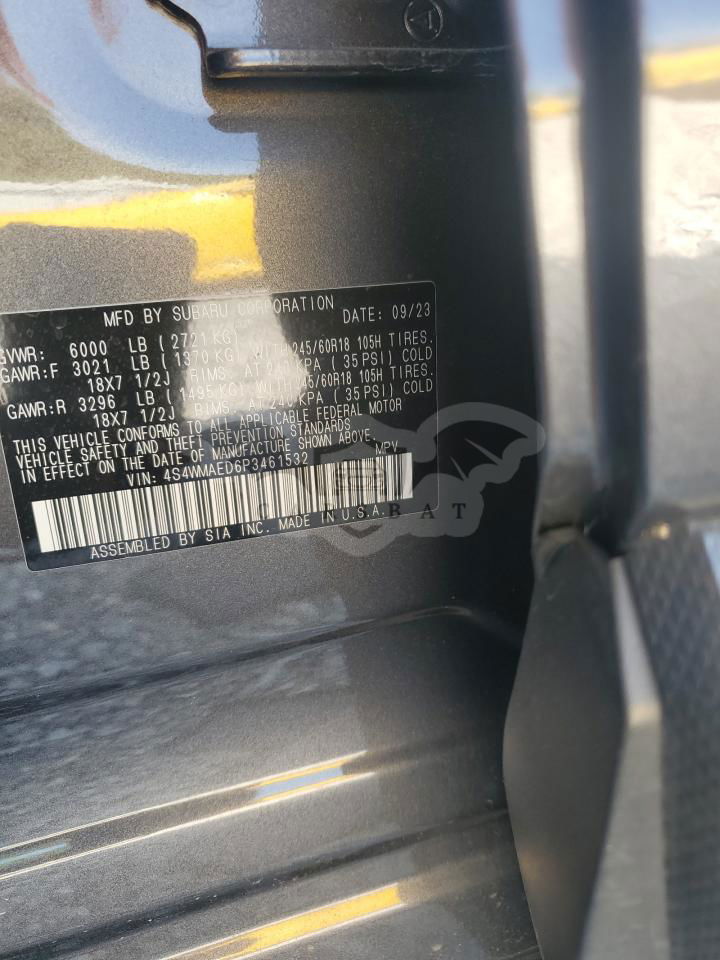 MFD BY SUBARU CORPORATION DATE: 09/23
GVWR: 6000 LB (2721 KG)
GAWR:F 3021 LB (1370 KG) WITH 245/60R18 105H TIRES.
18X7 1/2J RIMS AT 240 KPA (35 PSI) COLD
GAWR:R 3296 LB (1495 KG) WITH 245/60R18 105H TIRES.
18X7 1/2J RIMS AT 240 KPA (35 PSI) COLD
THIS VEHICLE CONFORMS TO ALL APPLICABLE FEDERAL MOTOR
VEHICLE SAFETY AND THEFT PREVENTION STANDARDS
IN EFFECT ON THE DATE OF MANUFACTURE SHOWN ABOVE.
VIN: 4S4WMAED6P3461532 MPV
ASSEMBLED BY SIA INC. MADE IN U.S.A.